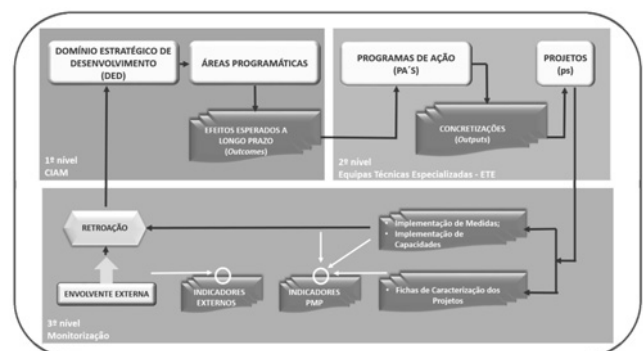 DOMÍNIO ESTRATÉGICO DE
DESENVOLVIMENTO
(DED)
ÁREAS PROGRAMÁTICAS
EFEITOS ESPERADOS A
LONGO PRAZO
(Outcomes)
1º nível
CIAM
PROGRAMAS DE AÇÃO
(PA´S)
PROJETOS
(ps)
CONCRETIZAÇÕES
(Outputs)
2º nível
Equipas Técnicas Especializadas - ETE
RETROAÇÃO
• Implementação de Medidas;
• Implementação de
Capacidades
ENVOLVENTE EXTERNA
INDICADORES
EXTERNOS
INDICADORES
PMP
• Fichas de Caracterização dos
Projetos
3º nível
Monitorização